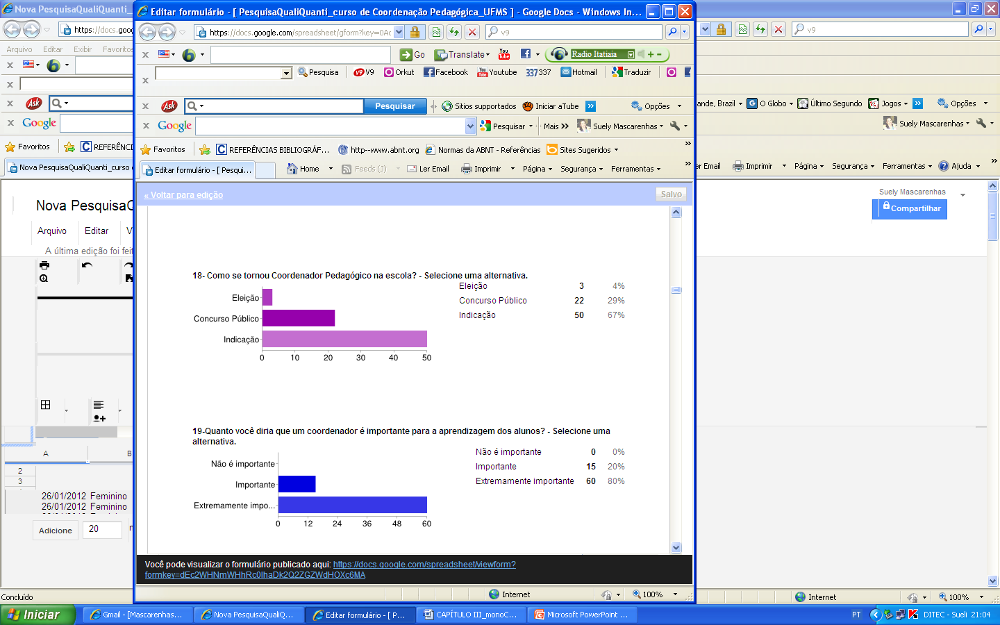 Nova PesquisaQualiQuanti_
Editar formulário - [ PesquisaQualiQuanti_curso de Coordenação Pedagógica_UFMS ] - Google Docs - Windows In...
https://docs.goog
https://docs.google.com/spreadsheet/gform?key=0Ac
v9
v9
Arquivo Editar Exibir Favoritos
Go Translate You Tube Radio Itatiaia
Pesquisa V9 Orkut Facebook Youtube 337 337 Hotmail Traduzir
Ask
Ask Pesquisar Sitios suportados Iniciar aTube Opções
ande, Brazil O Globo Último Segundo Jogos Opções
Google
Google Pesquisar Mais Suely Mascarenhas
Suely Mascarenhas
Favoritos REFERÊNCI
Favoritos REFERÊNCIAS BIBLIOGRÁF... http--www.abnt.org Normas da ABNT - Referências Sites Sugeridos
Nova PesquisaQualiQuanti_curso d
Editar formulário - [ Pesqui... Home Feeds (J) Ler Email Imprimir Página Segurança Ferramentas
er Email Imprimir Página Segurança Ferramentas Ajuda
« Voltar para edição Salvo
Suely Mascarenhas
Compartilhar
Nova PesquisaQu
Arquivo Editar V
A última edição foi feit
18- Como se tornou Coordenador Pedagógico na escola? - Selecione uma alternativa.
Eleição
Concurso Público
Indicação
0 10 20 30 40 50
Eleição 3 4%
Concurso Público 22 29%
Indicação 50 67%
19-Quanto você diria que um coordenador é importante para a aprendizagem dos alunos? - Selecione uma
alternativa.
Não é importante
Importante
Extremamente impo...
0 12 24 36 48 60
Não é importante 0 0%
Importante 15 20%
Extremamente importante 60 80%
A B
2
3
26/01/2012 Feminino
26/01/2012 Feminino
Adicione 20
Você pode visualizar o formulário publicado aqui: https://docs.google.com/spreadsheet/viewform?
formkey=dEc2WHNmWHhRc0lhaDk2Q2ZGZWdHOXc6MA
Concluído
Internet 100%
Internet 100%
Iniciar Gmail - [Mascarenhas... Nova PesquisaQualiQ... Editar formulário - [ P... CAPÍTULO III_monoC... Microsoft PowerPoint ... PT DITEC - Sueli 21:04